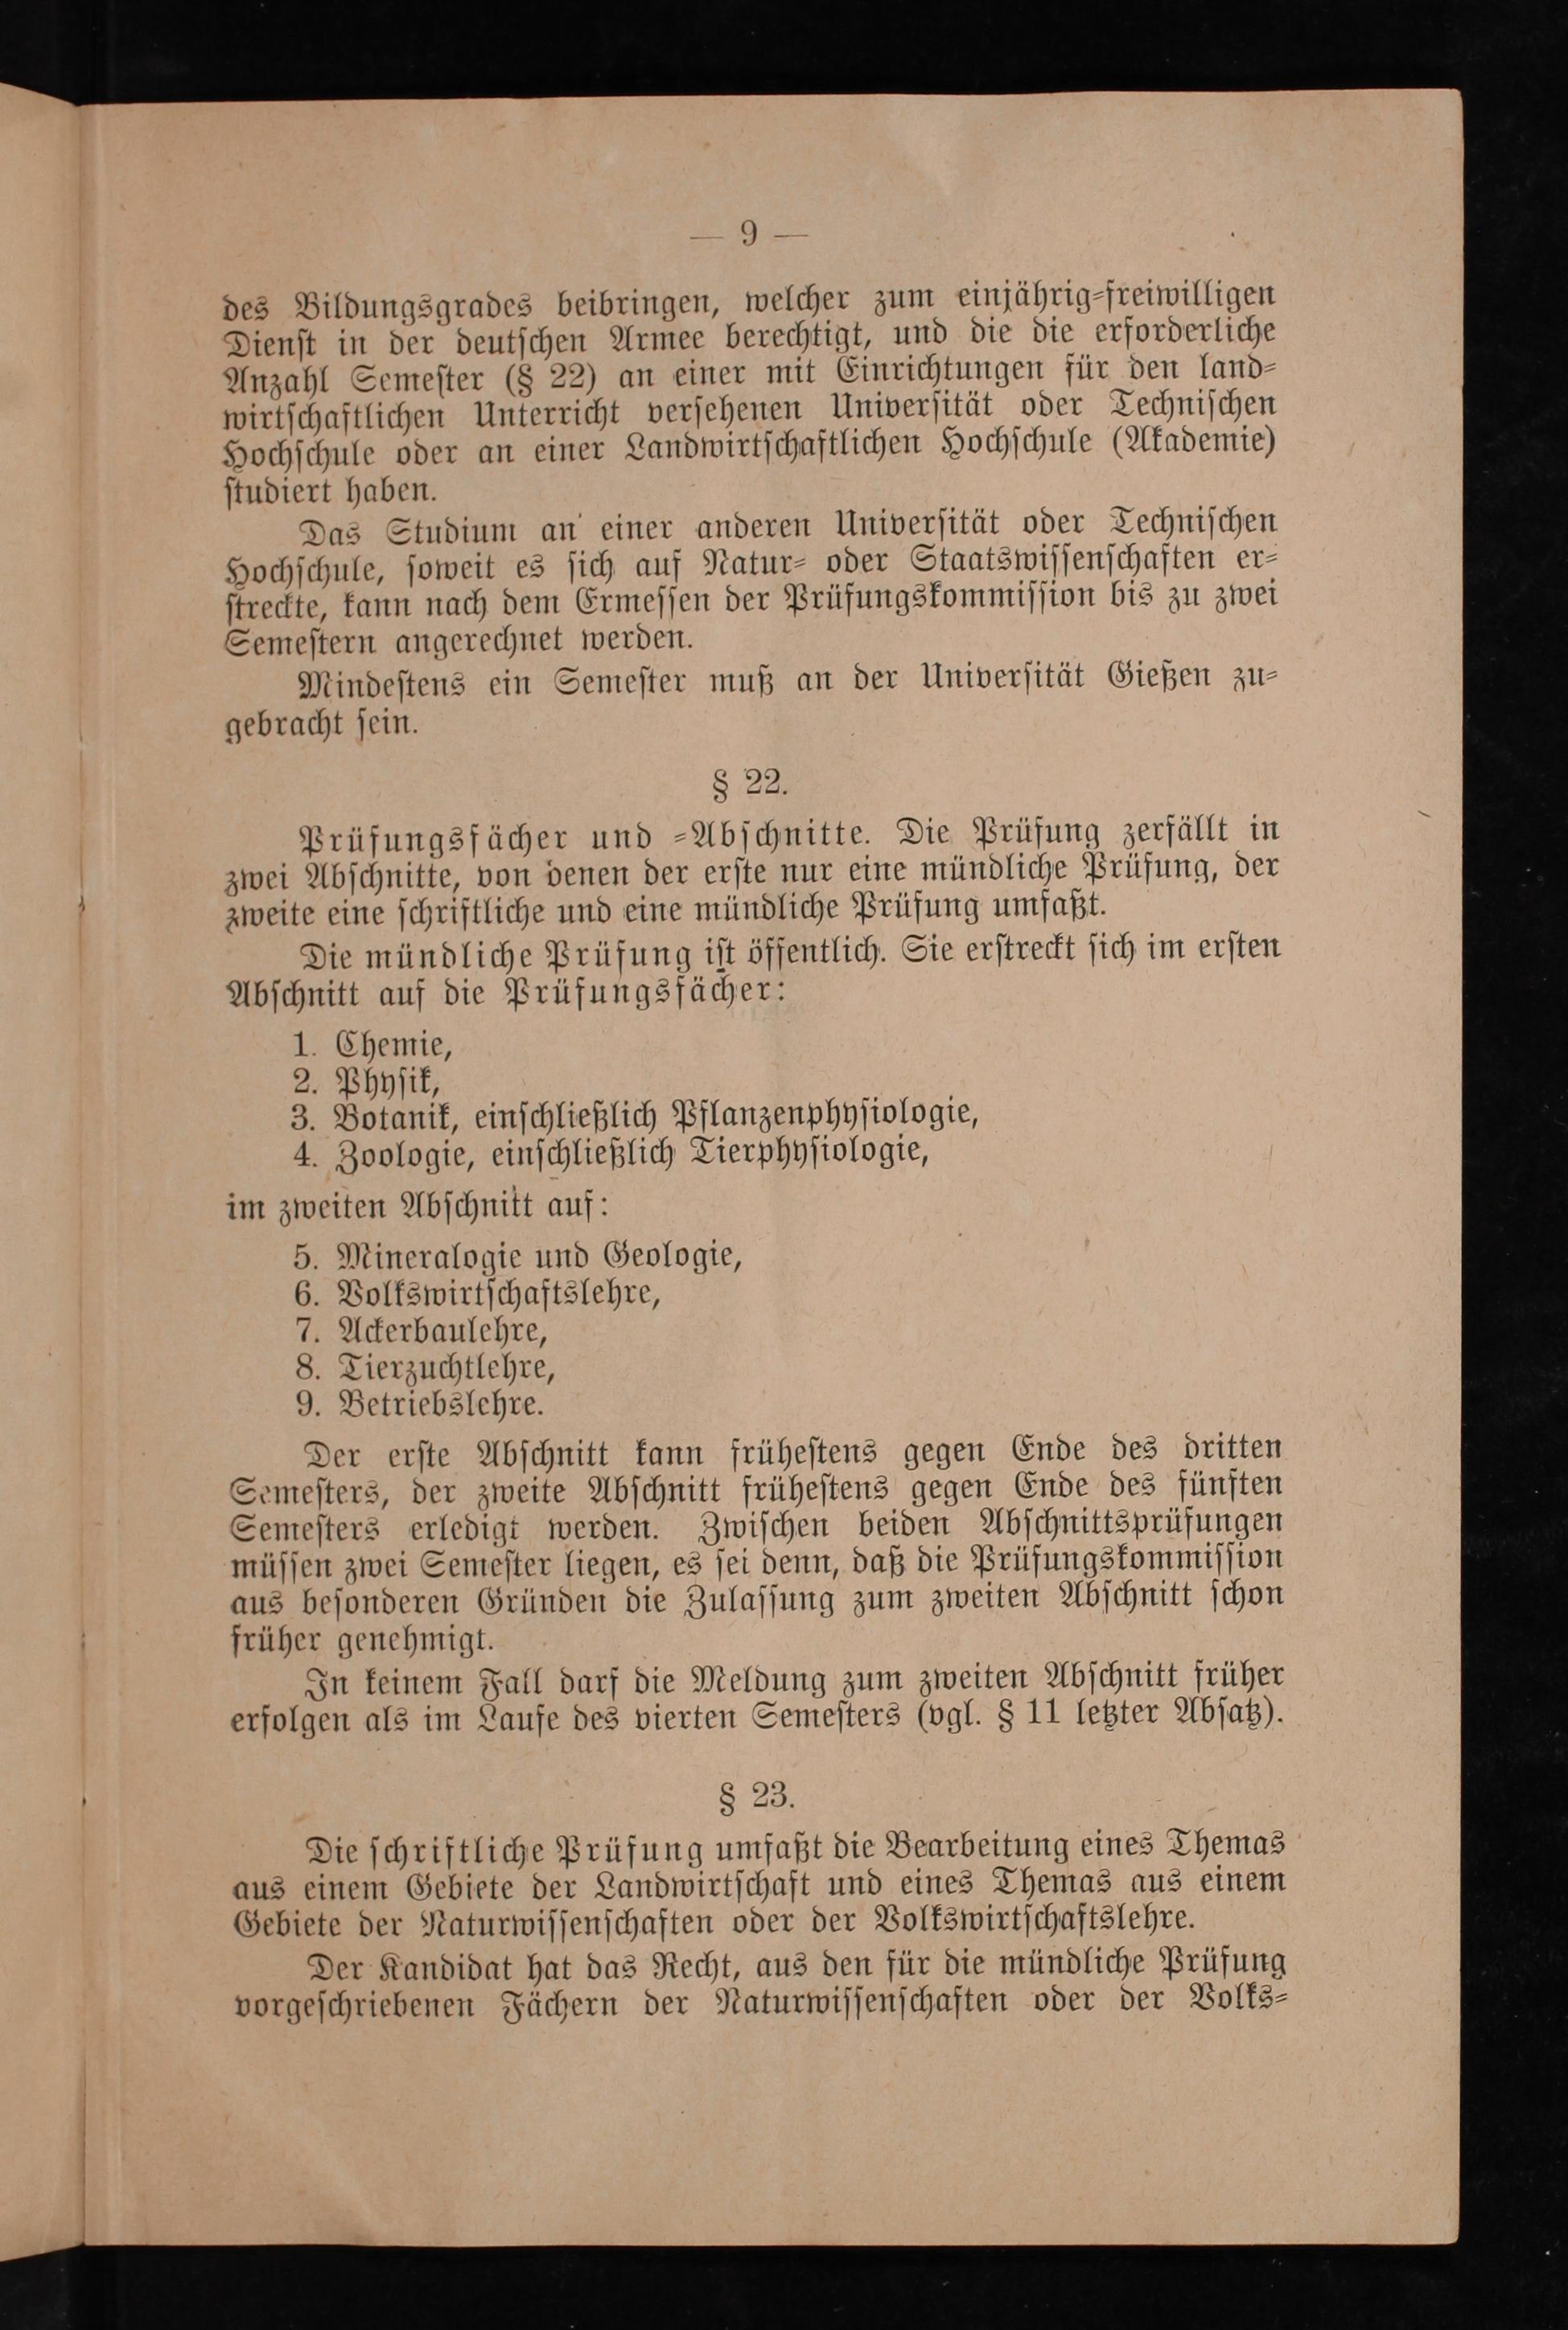 — 9 —
des Bildungsgrades beibringen, welcher zum einjährig-freiwilligen
Dienſt in der deutſchen Armee berechtigt, und die die erforderliche
Anzahl Semeſter (§ 22) an einer mit Einrichtungen für den land-
wirtſchaftlichen Unterricht verſehenen Univerſität oder Techniſchen
Hochſchule oder an einer Landwirtſchaftlichen Hochſchule (Akademie)
ſtudiert haben.
Das Studium an einer anderen Univerſität oder Techniſchen
Hochſchule, ſoweit es ſich auf Natur- oder Staatswiſſenſchaften er-
ſtreckte, kann nach dem Ermeſſen der Prüfungskommiſſion bis zu zwei
Semeſtern angerechnet werden.
Mindeſtens ein Semeſter muß an der Univerſität Gießen zu-
gebracht ſein.
§ 22.
Prüfungsfächer und -Abſchnitte. Die Prüfung zerfällt in
zwei Abſchnitte, von denen der erſte nur eine mündliche Prüfung, der
zweite eine ſchriftliche und eine mündliche Prüfung umfaßt.
Die mündliche Prüfung iſt öffentlich. Sie erſtreckt ſich im erſten
Abſchnitt auf die Prüfungsfächer:
1. Chemie,
2. Phyſik,
3. Botanik, einſchließlich Pflanzenphyſiologie,
4. Zoologie, einſchließlich Tierphyſiologie,
im zweiten Abſchnitt auf:
5. Mineralogie und Geologie,
6. Volkswirtſchaftslehre,
7. Ackerbaulehre,
8. Tierzuchtlehre,
9. Betriebslehre.
Der erſte Abſchnitt kann früheſtens gegen Ende des dritten
Semeſters, der zweite Abſchnitt früheſtens gegen Ende des fünften
Semeſters erledigt werden. Zwiſchen beiden Abſchnittsprüfungen
müſſen zwei Semeſter liegen, es ſei denn, daß die Prüfungskommiſſion
aus beſonderen Gründen die Zulaſſung zum zweiten Abſchnitt ſchon
früher genehmigt.
In keinem Fall darf die Meldung zum zweiten Abſchnitt früher
erfolgen als im Laufe des vierten Semeſters (vgl. § 11 letzter Abſatz).
§ 23.
Die ſchriftliche Prüfung umfaßt die Bearbeitung eines Themas
aus einem Gebiete der Landwirtſchaft und eines Themas aus einem
Gebiete der Naturwiſſenſchaften oder der Volkswirtſchaftslehre.
Der Kandidat hat das Recht, aus den für die mündliche Prüfung
vorgeſchriebenen Fächern der Naturwiſſenſchaften oder der Volks-